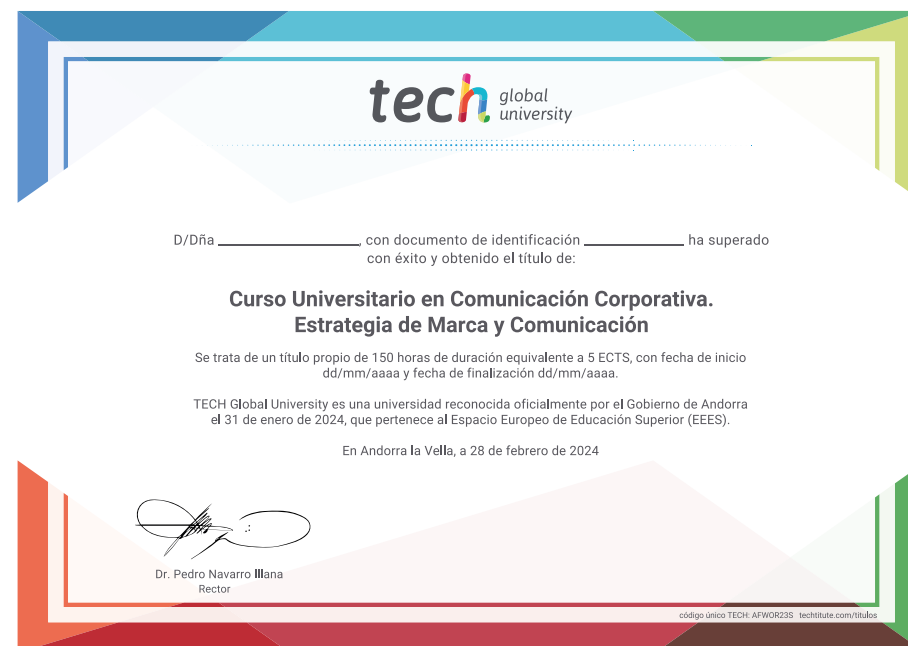 tech global university
D/Dña ____________________, con documento de identificación ______________ ha superado
con éxito y obtenido el título de:
Curso Universitario en Comunicación Corporativa.
Estrategia de Marca y Comunicación
Se trata de un título propio de 150 horas de duración equivalente a 5 ECTS, con fecha de inicio
dd/mm/aaaa y fecha de finalización dd/mm/aaaa.
TECH Global University es una universidad reconocida oficialmente por el Gobierno de Andorra
el 31 de enero de 2024, que pertenece al Espacio Europeo de Educación Superior (EEES).
En Andorra la Vella, a 28 de febrero de 2024
Dr. Pedro Navarro Illana
Rector
código único TECH: AFWOR23S techtitute.com/titulos